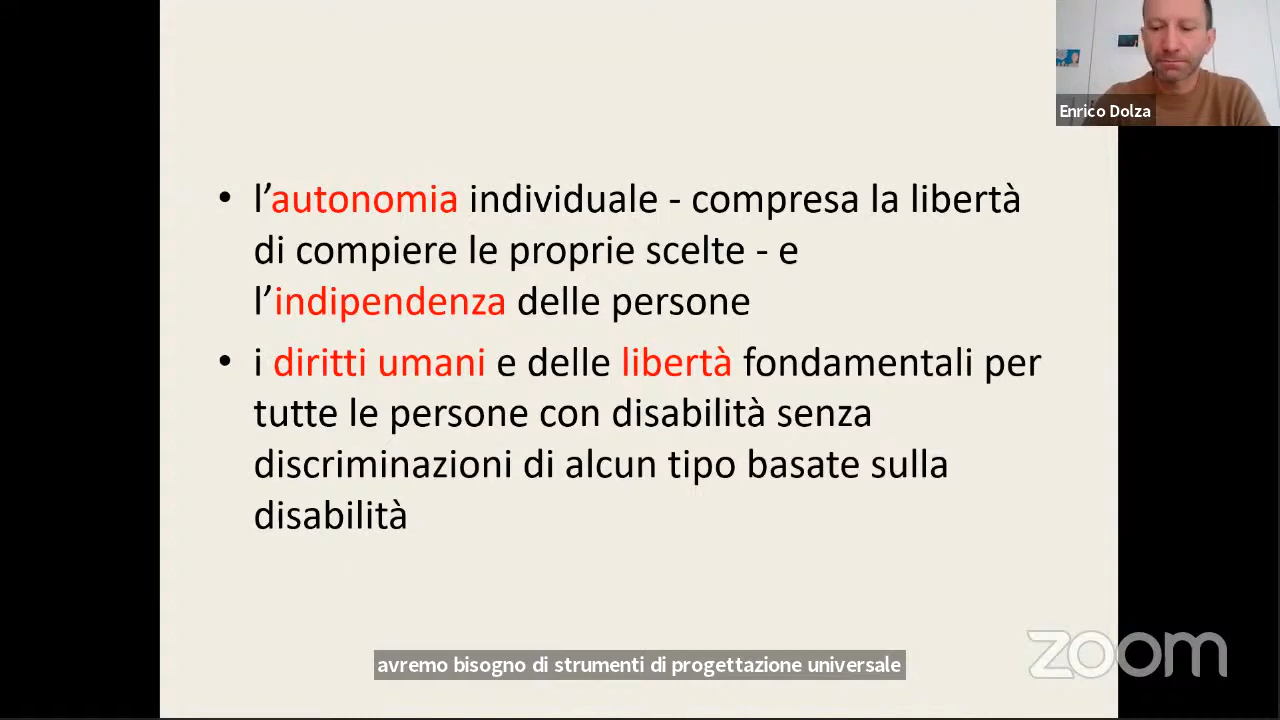 Enrico Dolza
• l’autonomia individuale - compresa la libertà
di compiere le proprie scelte - e
l’indipendenza delle persone
• i diritti umani e delle libertà fondamentali per
tutte le persone con disabilità senza
discriminazioni di alcun tipo basate sulla
disabilità
zoom
avremo bisogno di strumenti di progettazione universale